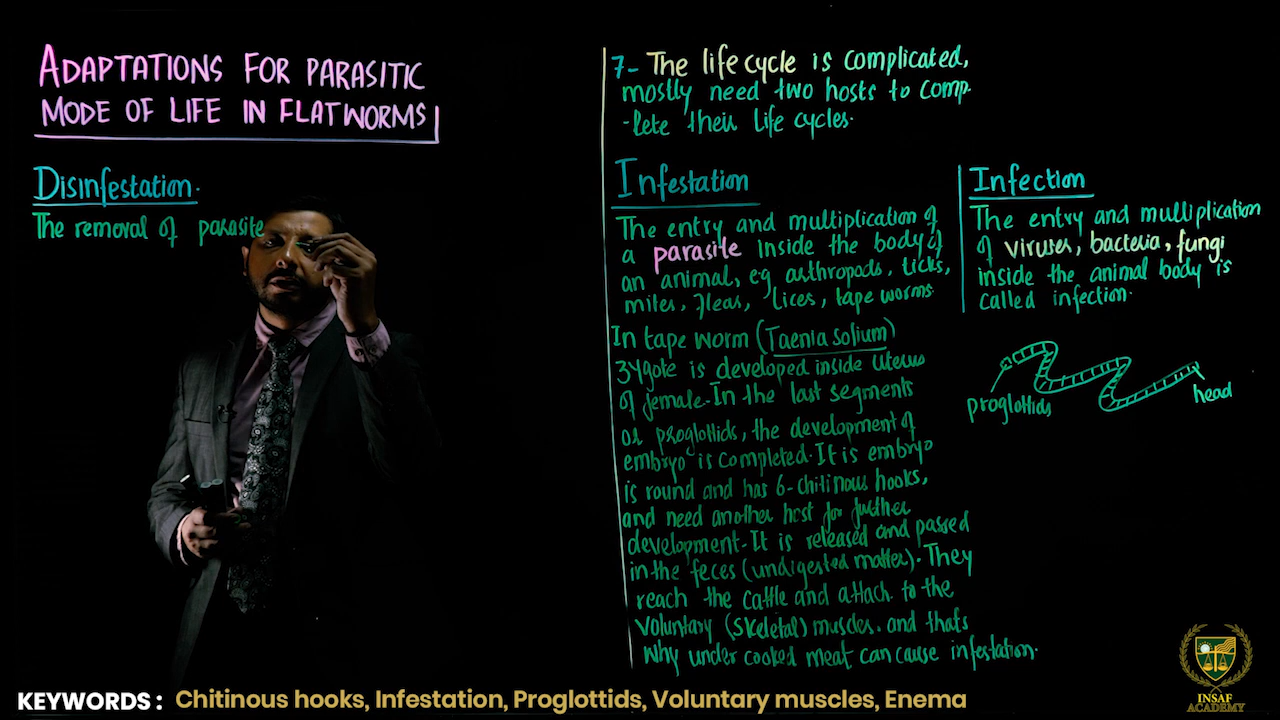 ADAPTATIONS FOR PARASITIC
MODE OF LIFE IN FLATWORMS
Disinfestation.
The removal of parasite
7- The life cycle is complicated,
mostly need two hosts to comp-
-lete their life cycles.
Infestation
The entry and multiplication of
a parasite inside the body of
an animal, eg arthropods, ticks,
mites, fleas, lices, tape worms.
In tape worm (Taenia solium)
zygote is developed inside uterus
of female. In the last segments
or proglottids, the development of
embryo is completed. It is embryo
is round and has 6-chitinous hooks,
and need another host for further
development. It is released and passed
in the feces (undigested matter). They
reach the cattle and attach to the
voluntary (skeletal) muscles. and thats
why under cooked meat can cause infestation.
Infection
The entry and multiplication
of viruses, bacteria, fungi
inside the animal body is
called infection.
proglottids
head
KEYWORDS : Chitinous hooks, Infestation, Proglottids, Voluntary muscles, Enema
INSAF
ACADEMY